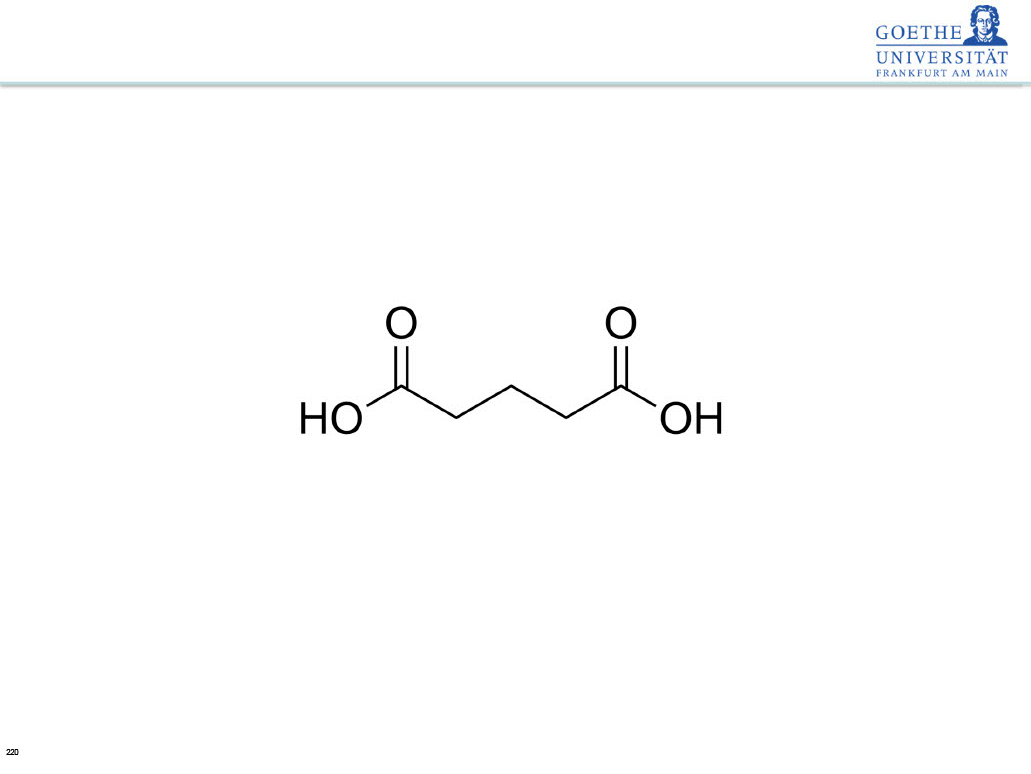 GOETHE
UNIVERSITÄT
FRANKFURT AM MAIN
O O
HO OH
220